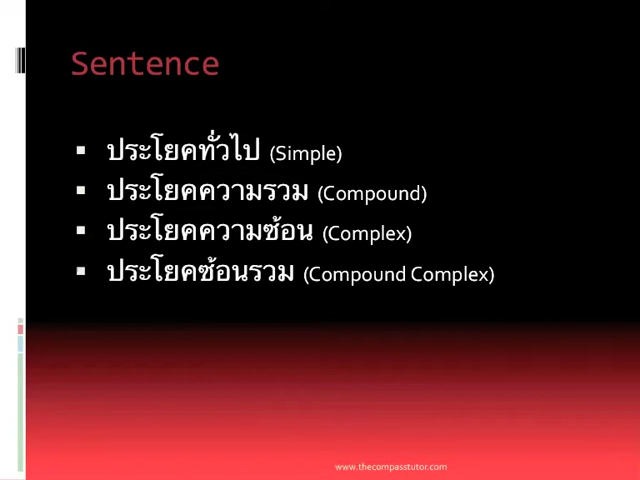 Sentence
ประโยคทั่วไป (Simple)
ประโยคความรวม (Compound)
ประโยคความซ้อน (Complex)
ประโยคซ้อนรวม (Compound Complex)
www.thecompasstutor.com